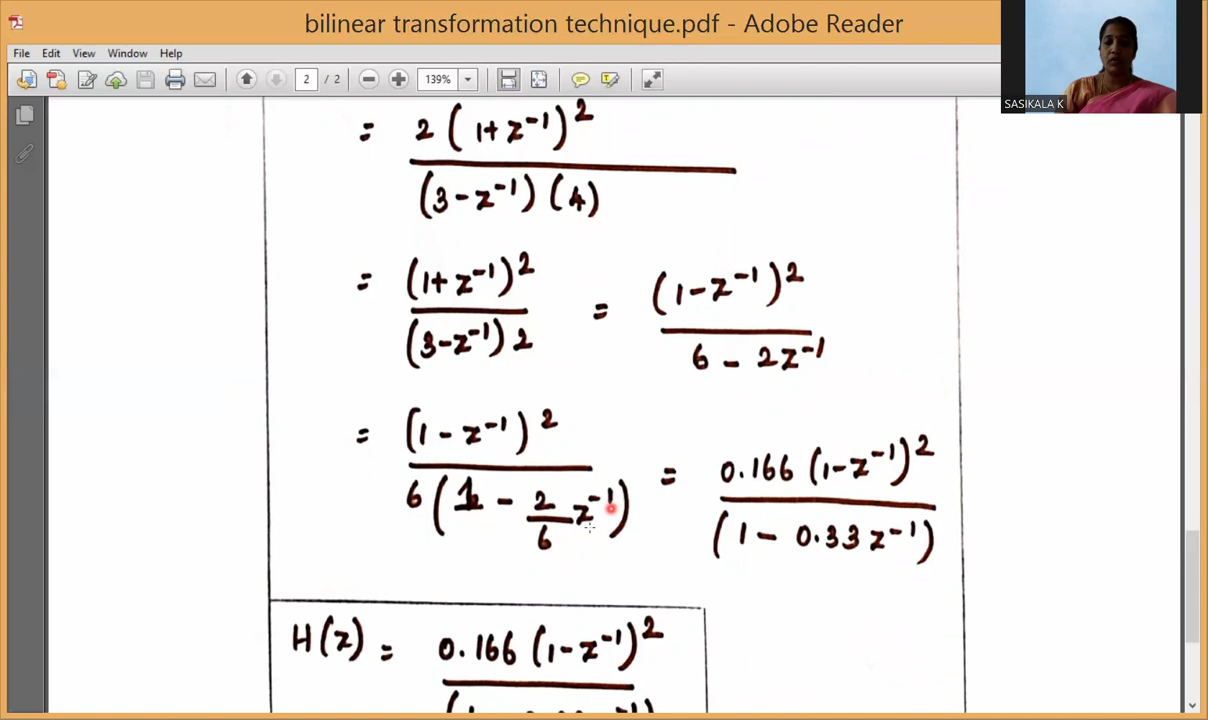 bilinear transformation technique.pdf - Adobe Reader
File Edit View Window Help
2 / 2 139%
SASIKALA K
= 2(1+z⁻¹)²
(3-z⁻¹)(4)
= (1+z⁻¹)² = (1-z⁻¹)²
(3-z⁻¹)2 6-2z⁻¹
= (1-z⁻¹)² = 0.166(1-z⁻¹)²
6(1 - 2/6 z⁻¹) (1-0.33z⁻¹)
H(z) = 0.166(1-z⁻¹)²